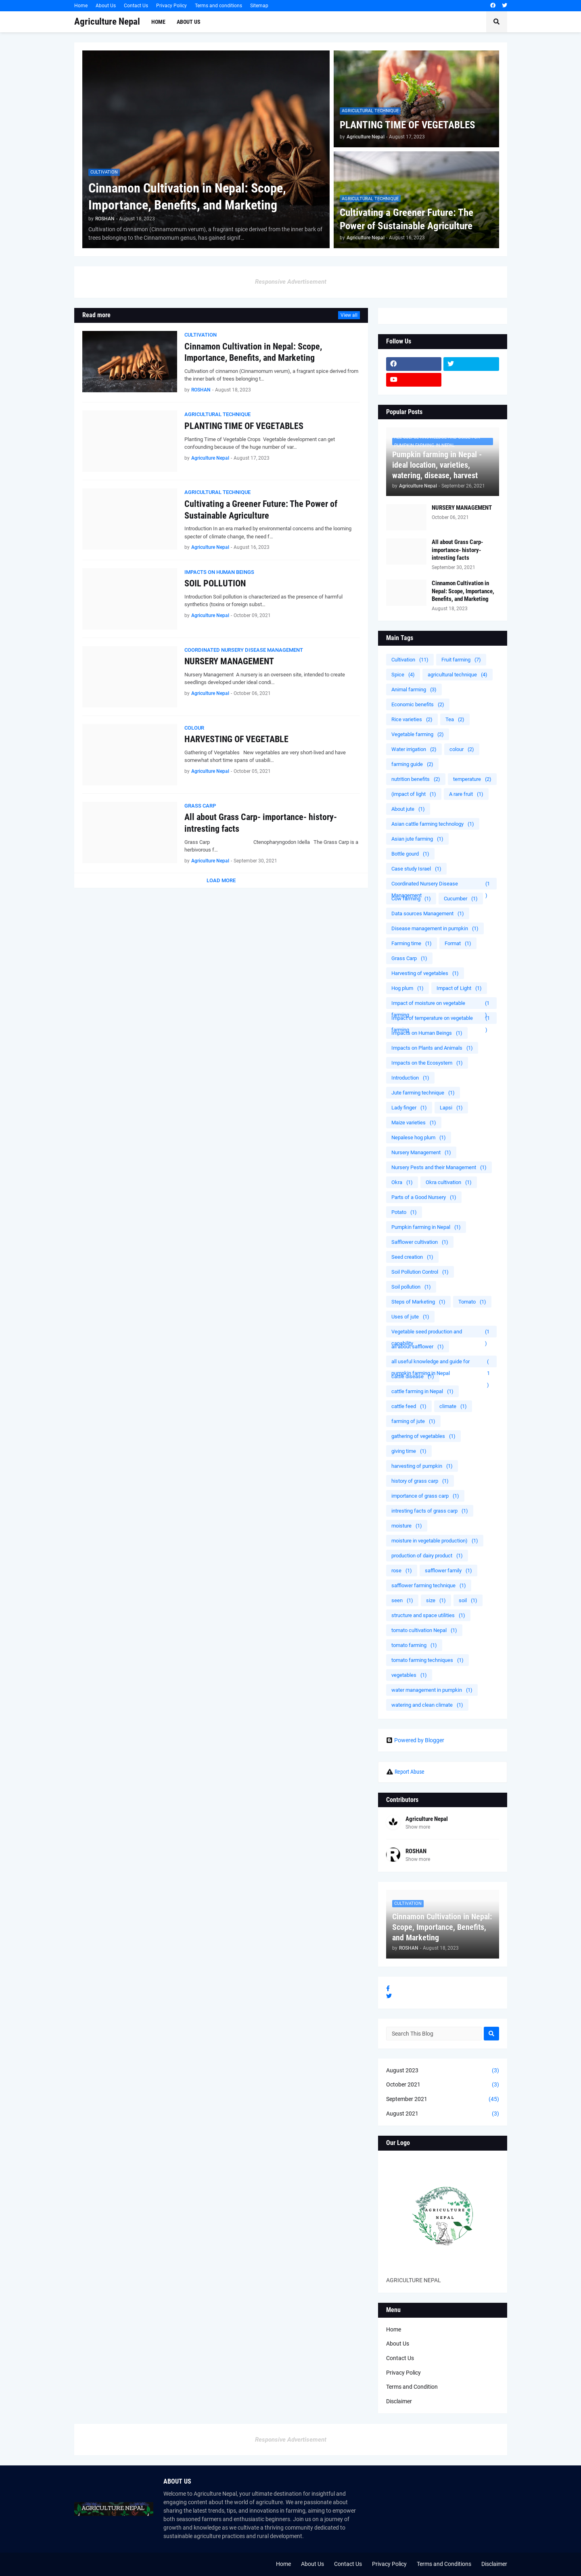 Home About Us Contact Us Privacy Policy Terms and conditions Sitemap
Agriculture Nepal HOME ABOUT US
CULTIVATION
Cinnamon Cultivation in Nepal: Scope,
Importance, Benefits, and Marketing
by ROSHAN - August 18, 2023
Cultivation of cinnamon (Cinnamomum verum), a fragrant spice derived from the inner bark of
trees belonging to the Cinnamomum genus, has gained signif…
AGRICULTURAL TECHNIQUE
PLANTING TIME OF VEGETABLES
by Agriculture Nepal - August 17, 2023
AGRICULTURAL TECHNIQUE
Cultivating a Greener Future: The
Power of Sustainable Agriculture
by Agriculture Nepal - August 16, 2023
Responsive Advertisement
Read more View all
CULTIVATION
Cinnamon Cultivation in Nepal: Scope,
Importance, Benefits, and Marketing
Cultivation of cinnamon (Cinnamomum verum), a fragrant spice derived from
the inner bark of trees belonging t…
by ROSHAN - August 18, 2023
AGRICULTURAL TECHNIQUE
PLANTING TIME OF VEGETABLES
Planting Time of Vegetable Crops Vegetable development can get
confounding because of the huge number of var…
by Agriculture Nepal - August 17, 2023
AGRICULTURAL TECHNIQUE
Cultivating a Greener Future: The Power of
Sustainable Agriculture
Introduction In an era marked by environmental concerns and the looming
specter of climate change, the need f…
by Agriculture Nepal - August 16, 2023
IMPACTS ON HUMAN BEINGS
SOIL POLLUTION
Introduction Soil pollution is characterized as the presence of harmful
synthetics (toxins or foreign subst…
by Agriculture Nepal - October 09, 2021
COORDINATED NURSERY DISEASE MANAGEMENT
NURSERY MANAGEMENT
Nursery Management: A nursery is an overseen site, intended to create
seedlings developed under ideal condi…
by Agriculture Nepal - October 06, 2021
COLOUR
HARVESTING OF VEGETABLE
Gathering of Vegetables New vegetables are very short-lived and have
somewhat short time spans of usabili…
by Agriculture Nepal - October 05, 2021
GRASS CARP
All about Grass Carp- importance- history-
intresting facts
Grass Carp Ctenopharyngodon Idella The Grass Carp is a
herbivorous f…
by Agriculture Nepal - September 30, 2021
LOAD MORE
Follow Us
Popular Posts
Pumpkin farming in Nepal -
ideal location, varieties,
watering, disease, harvest
by Agriculture Nepal - September 26, 2021
NURSERY MANAGEMENT
October 06, 2021
All about Grass Carp-
importance- history-
intresting facts
September 30, 2021
Cinnamon Cultivation in
Nepal: Scope, Importance,
Benefits, and Marketing
August 18, 2023
Main Tags
Cultivation (11) Fruit farming (7)
Spice (4) agricultural technique (4)
Animal farming (3)
Economic benefits (2)
Rice varieties (2) Tea (2)
Vegetable farming (2)
Water irrigation (2) colour (2)
farming guide (2)
nutrition benefits (2) temperature (2)
(Impact of light (1) A rare fruit (1)
About jute (1)
Asian cattle farming technology (1)
Asian jute farming (1)
Bottle gourd (1)
Case study israel (1)
Coordinated Nursery Disease (1
Management )
Cow farming (1) Cucumber (1)
Data sources Management (1)
Disease management in pumpkin (1)
Farming time (1) Format (1)
Grass Carp (1)
Harvesting of vegetables (1)
Hog plum (1) Impact of Light (1)
Impact of moisture on vegetable (1
farming )
Impact of temperature on vegetable (1
farming )
Impacts on Human Beings (1)
Impacts on Plants and Animals (1)
Impacts on the Ecosystem (1)
Introduction (1)
Jute farming technique (1)
Lady finger (1) Lapsi (1)
Maize varieties (1)
Nepalese hog plum (1)
Nursery Management (1)
Nursery Pests and their Management (1)
Okra (1) Okra cultivation (1)
Parts of a Good Nursery (1)
Potato (1)
Pumpkin farming in Nepal (1)
Safflower cultivation (1)
Seed creation (1)
Soil Pollution Control (1)
Soil pollution (1)
Steps of Marketing (1) Tomato (1)
Uses of jute (1)
Vegetable seed production and (1
capability )
all about safflower (1)
all useful knowledge and guide for (
pumpkin farming in Nepal 1
)
cattle disease (1)
cattle farming in Nepal (1)
cattle feed (1) climate (1)
farming of jute (1)
gathering of vegetables (1)
giving time (1)
harvesting of pumpkin (1)
history of grass carp (1)
importance of grass carp (1)
intresting facts of grass carp (1)
moisture (1)
moisture in vegetable production) (1)
production of dairy product (1)
rose (1) safflower family (1)
safflower farming technique (1)
seen (1) size (1) soil (1)
structure and space utilities (1)
tomato cultivation Nepal (1)
tomato farming (1)
tomato farming techniques (1)
vegetables (1)
water management in pumpkin (1)
watering and clean climate (1)
Powered by Blogger
Report Abuse
Contributors
Agriculture Nepal
Show more
ROSHAN
Show more
CULTIVATION
Cinnamon Cultivation in Nepal:
Scope, Importance, Benefits,
and Marketing
by ROSHAN - August 18, 2023
Search This Blog
August 2023 (3)
October 2021 (3)
September 2021 (45)
August 2021 (3)
Our Logo
AGRICULTURE
NEPAL
AGRICULTURE NEPAL
Menu
Home
About Us
Contact Us
Privacy Policy
Terms and Condition
Disclaimer
Responsive Advertisement
AGRICULTURE NEPAL
ABOUT US
Welcome to Agriculture Nepal, your ultimate destination for insightful and
engaging content about the world of agriculture. We are passionate about
sharing the latest trends, tips, and innovations in farming, aiming to empower
both seasoned farmers and enthusiastic beginners. Join us on a journey of
growth and knowledge as we cultivate a thriving community dedicated to
sustainable agriculture practices and rural development.
Home About Us Contact Us Privacy Policy Terms and Conditions Disclaimer